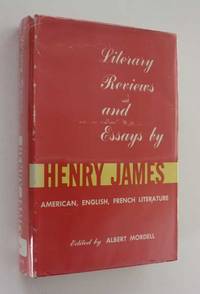 Literary
Reviews
and
Essays by
HENRY JAMES
AMERICAN, ENGLISH, FRENCH LITERATURE
Edited by ALBERT MORDELL